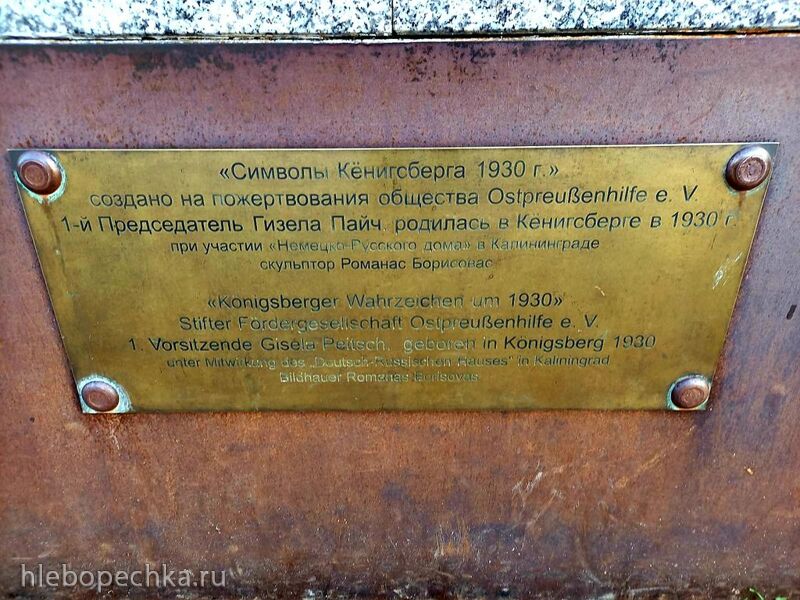 «Символы Кёнигсберга 1930 г.»
создано на пожертвования общества Ostpreußenhilfe e. V.
1-й Председатель Гизела Пайч, родилась в Кёнигсберге в 1930 г.
при участии «Немецко-Русского дома» в Калининграде
скульптор Романас Борисовас
«Königsberger Wahrzeichen um 1930»
Stifter Fördergesellschaft Ostpreußenhilfe e. V.
1. Vorsitzende Gisela Peitsch, geboren in Königsberg 1930
unter Mitwirkung des „Deutsch-Russischen Hauses" in Kaliningrad
Bildhauer Romanas Borisovas
hlebopechka.ru